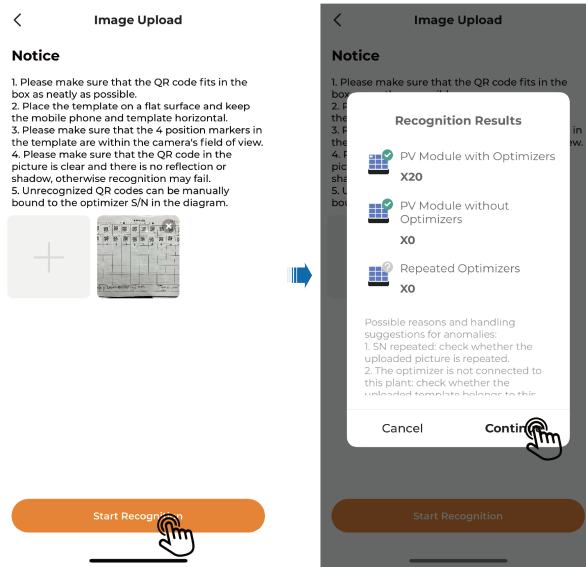 Image Upload
Notice
1. Please make sure that the QR code fits in the
box as neatly as possible.
2. Place the template on a flat surface and keep
the mobile phone and template horizontal.
3. Please make sure that the 4 position markers in
the template are within the camera's field of view.
4. Please make sure that the QR code in the
picture is clear and there is no reflection or
shadow, otherwise recognition may fail.
5. Unrecognized QR codes can be manually
bound to the optimizer S/N in the diagram.
Start Recognition
Image Upload
Notice
1. Please make sure that the QR code fits in the
Recognition Results
PV Module with Optimizers
X20
PV Module without
Optimizers
X0
Repeated Optimizers
X0
Possible reasons and handling
suggestions for anomalies:
1. SN repeated: check whether the
uploaded picture is repeated.
2. The optimizer is not connected to
this plant: check whether the
uploaded template belongs to this
Cancel
Continue
Start Recognition